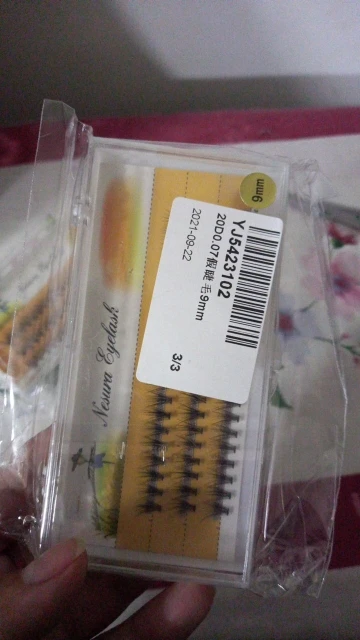 9mm
YJ5423102
20D0.07假睫毛9mm
2021-09-22
3/3
Nesura Eyelash